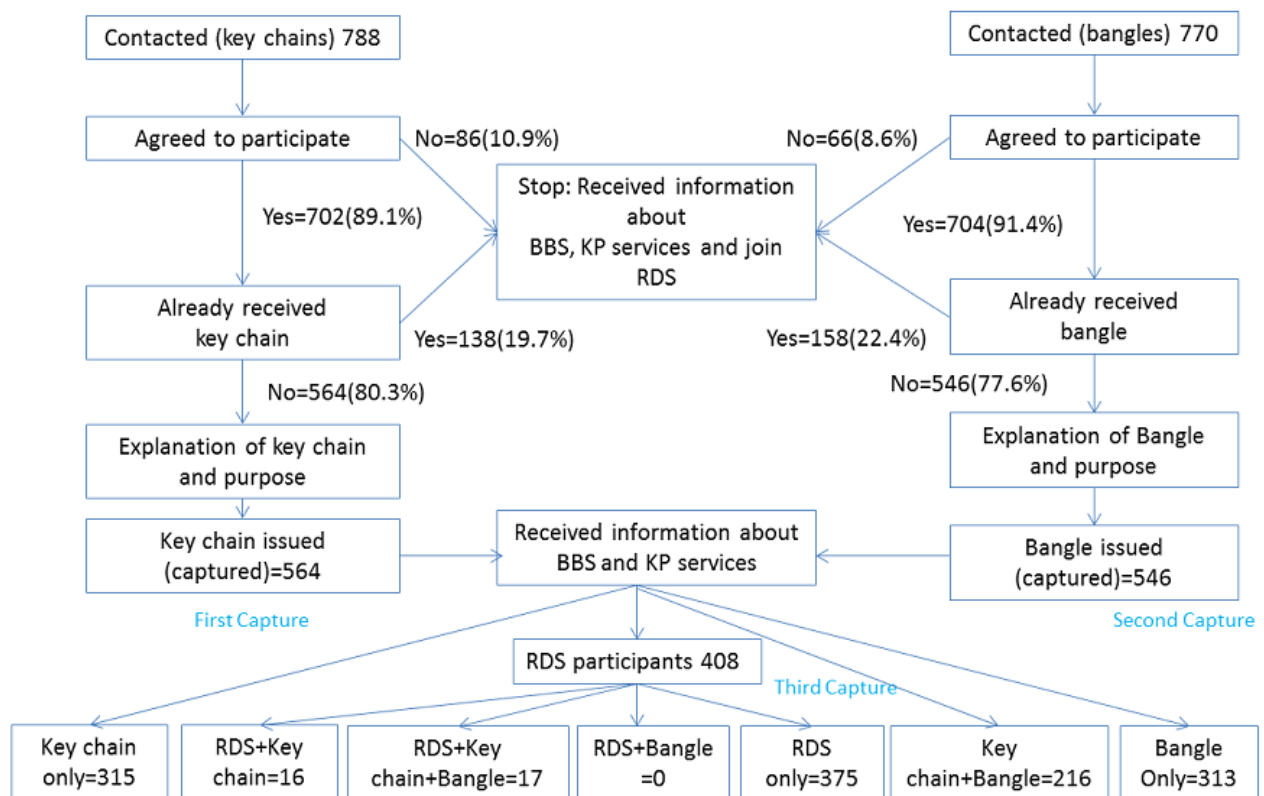 Contacted (key chains) 788
Contacted (bangles) 770
Agreed to participate
No=86(10.9%)
No=66(8.6%)
Agreed to participate
Stop: Received information
about
BBS, KP services and join
RDS
Yes=702(89.1%)
Yes=704(91.4%)
Already received
key chain
Already received
bangle
Yes=138(19.7%)
Yes=158(22.4%)
No=564(80.3%)
No=546(77.6%)
Explanation of key chain
and purpose
Explanation of Bangle
and purpose
Key chain issued
(captured)=564
Received information about
BBS and KP services
Bangle issued
(captured)=546
First Capture
Second Capture
RDS participants 408
Third Capture
Key chain
only=315
RDS+Key
chain=16
RDS+Key
chain+Bangle=17
RDS+Bangle
=0
RDS
only=375
Key
chain+Bangle=216
Bangle
Only=313